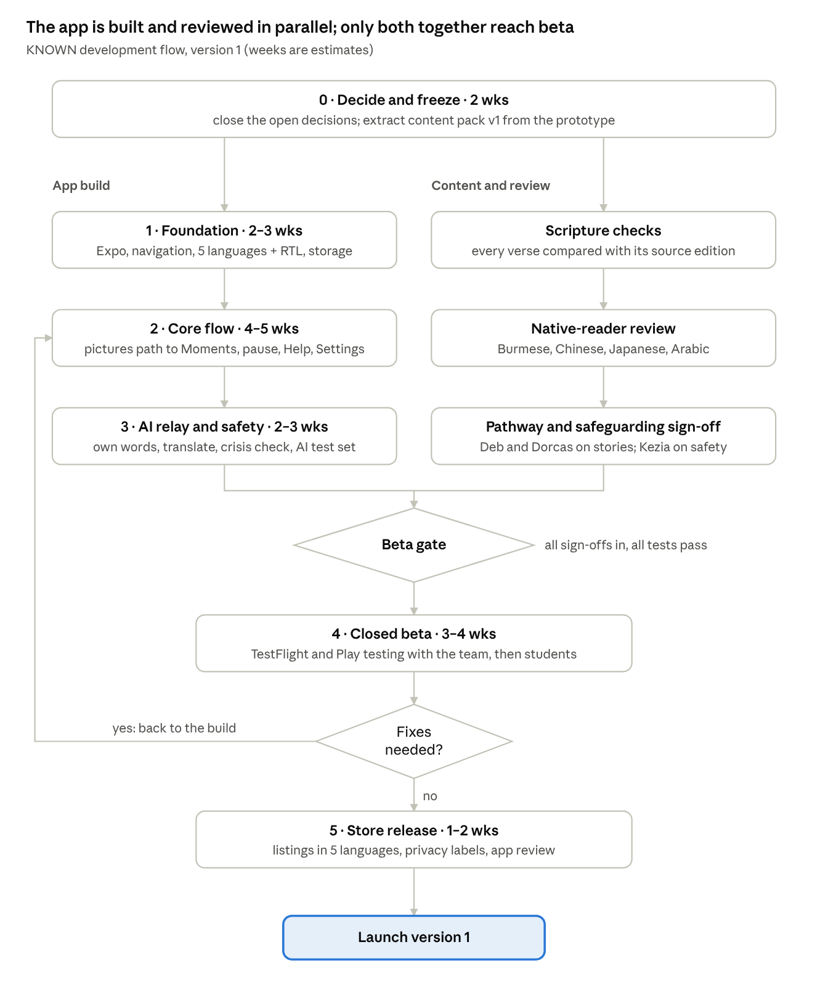 The app is built and reviewed in parallel; only both together reach beta
KNOWN development flow, version 1 (weeks are estimates)
0 · Decide and freeze · 2 wks
close the open decisions; extract content pack v1 from the prototype
App build
Content and review
1 · Foundation · 2–3 wks
Expo, navigation, 5 languages + RTL, storage
Scripture checks
every verse compared with its source edition
2 · Core flow · 4–5 wks
pictures path to Moments, pause, Help, Settings
Native-reader review
Burmese, Chinese, Japanese, Arabic
3 · AI relay and safety · 2–3 wks
own words, translate, crisis check, AI test set
Pathway and safeguarding sign-off
Deb and Dorcas on stories; Kezia on safety
Beta gate
all sign-offs in, all tests pass
4 · Closed beta · 3–4 wks
TestFlight and Play testing with the team, then students
yes: back to the build
Fixes
needed?
no
5 · Store release · 1–2 wks
listings in 5 languages, privacy labels, app review
Launch version 1